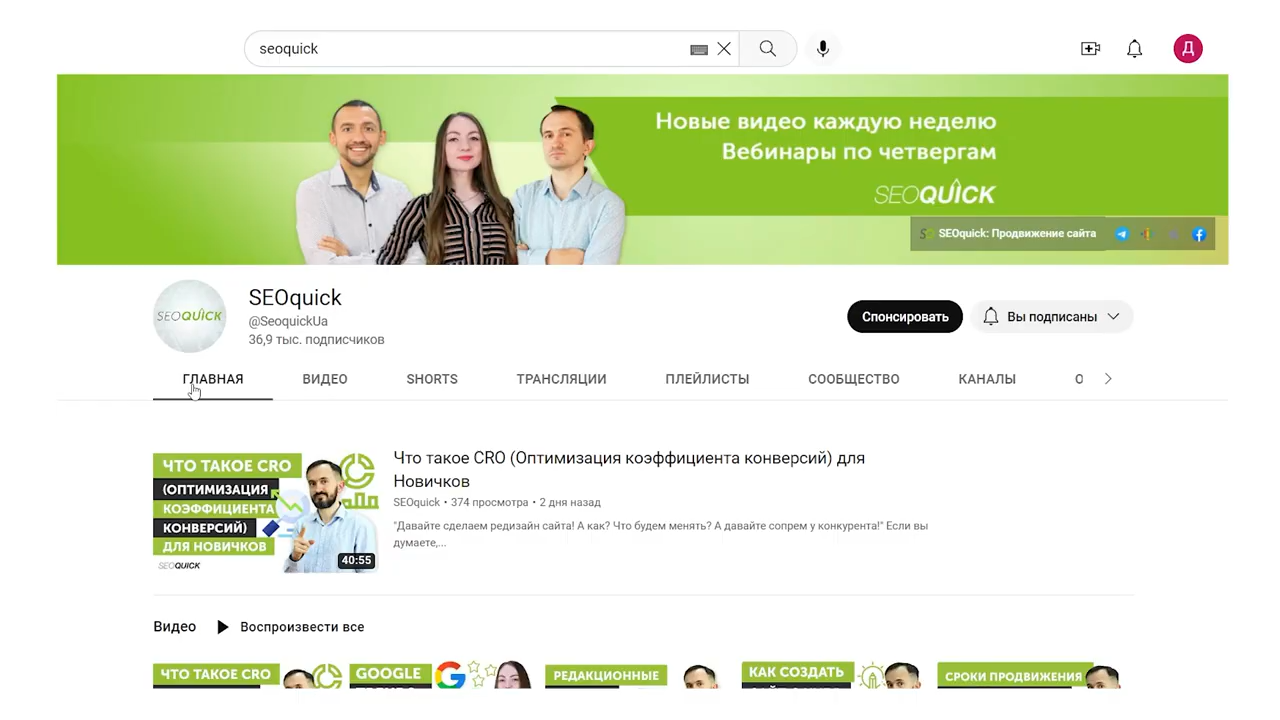 seoquick
Д
Новые видео каждую неделю
Вебинары по четвергам
SEOQUICK
SEOquick: Продвижение сайта
SEOQUICK
SEOquick
@SeoquickUa
36,9 тыс. подписчиков
Спонсировать
Вы подписаны
ГЛАВНАЯ
ВИДЕО
SHORTS
ТРАНСЛЯЦИИ
ПЛЕЙЛИСТЫ
СООБЩЕСТВО
КАНАЛЫ
О
ЧТО ТАКОЕ CRO
(ОПТИМИЗАЦИЯ
КОЭФФИЦИЕНТА
КОНВЕРСИЙ)
ДЛЯ НОВИЧКОВ
SEOQUICK
40:55
Что такое CRO (Оптимизация коэффициента конверсий) для
Новичков
SEOquick • 374 просмотра • 2 дня назад
"Давайте сделаем редизайн сайта! А как? Что будем менять? А давайте сопрем у конкурента!" Если вы
думаете,...
Видео
Воспроизвести все
ЧТО ТАКОЕ CRO
GOOGLE
РЕДАКЦИОННЫЕ
КАК СОЗДАТЬ
СРОКИ ПРОДВИЖЕНИЯ